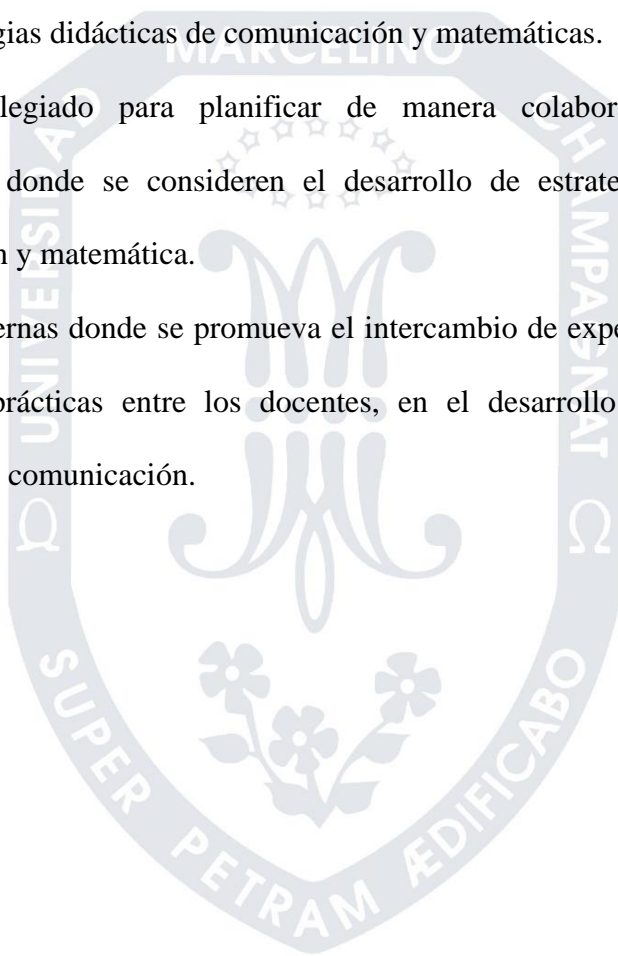 gias didácticas de comunicación y matemáticas.
legiado para planificar de manera colabor
donde se consideren el desarrollo de estrate
n y matemática.
ernas donde se promueva el intercambio de expe
prácticas entre los docentes, en el desarrollo
comunicación.
UNIVERSIDAD
MARCELINO
CHAMPAGNAT
Ω
Ω
SUPER PETRAM ÆDIFICABO